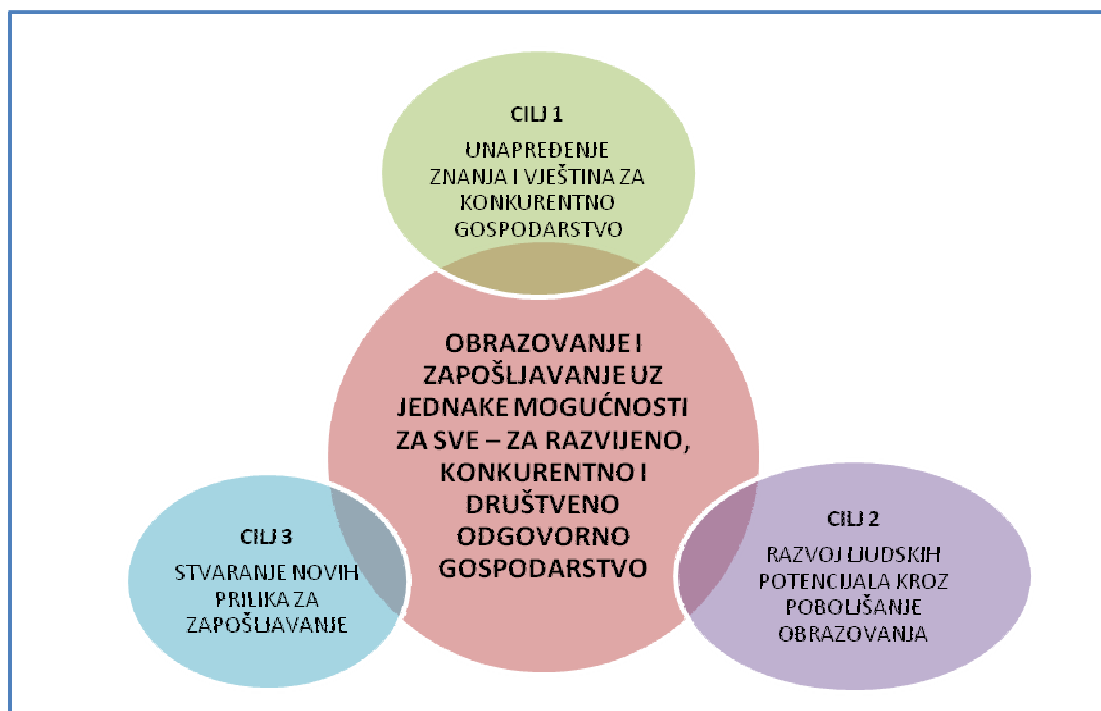 CILJ 1
UNAPREĐENJE
ZNANJA I VJEŠTINA ZA
KONKURENTNO
GOSPODARSTVO
OBRAZOVANJE I
ZAPOŠLJAVANJE UZ
JEDNAKE MOGUĆNOSTI
ZA SVE – ZA RAZVIJENO,
KONKURENTNO I
DRUŠTVENO
ODGOVORNO
GOSPODARSTVO
CILJ 2
RAZVOJ LJUDSKIH
POTENCIJALA KROZ
POBOLJŠANJE
OBRAZOVANJA
CILJ 3
STVARANJE NOVIH
PRILIKA ZA
ZAPOŠLJAVANJE